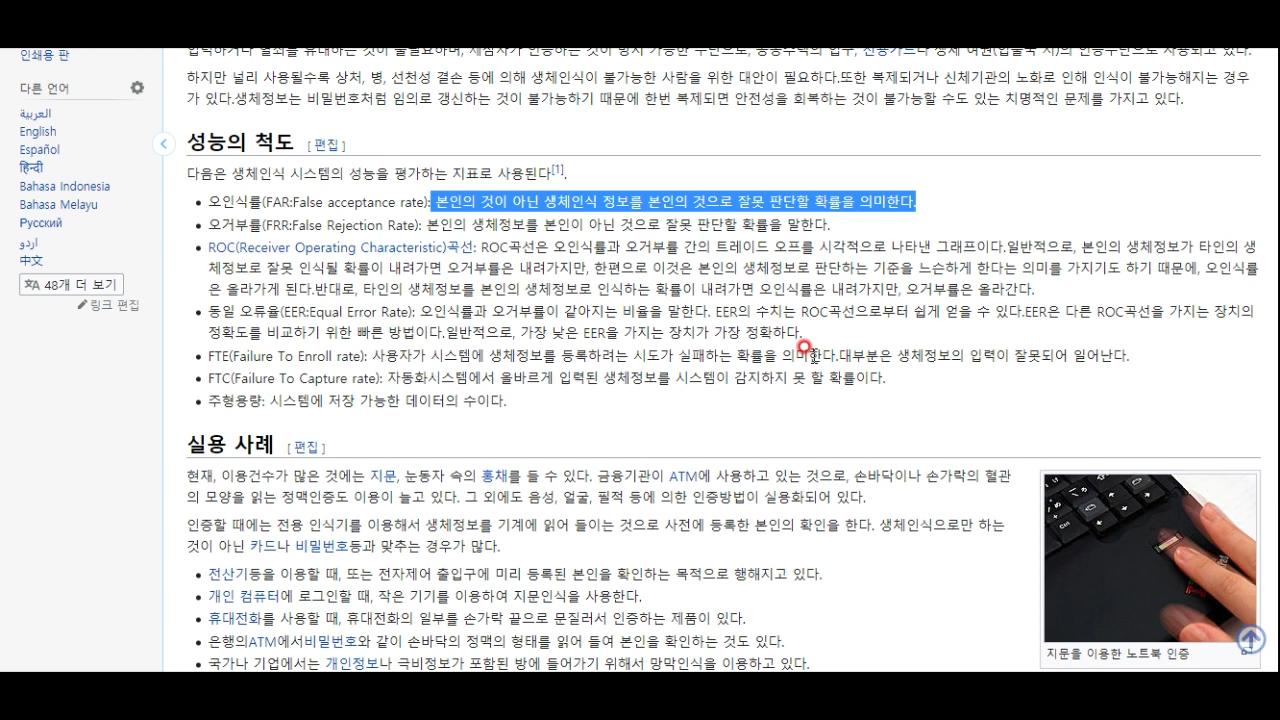 인쇄용 판
다른 언어
العربية
English
Español
हिन्दी
Bahasa Indonesia
Bahasa Melayu
Русский
اردو
中文
48개 더 보기
링크 편집
입력하거나 열쇠를 휴대하는 것이 불필요하며, 제삼자가 인증하는 것이 방지 가능한 수단으로, 공동주택의 입구, 신용카드나
하지만 널리 사용될수록 상처, 병, 선천성 결손 등에 의해 생체인식이 불가능한 사람을 위한 대안이 필요하다.또한 복제되거나 신체기관의 노화로 인해 인식이 불가능해지는 경우
가 있다.생체정보는 비밀번호처럼 임의로 갱신하는 것이 불가능하기 때문에 한번 복제되면 안전성을 회복하는 것이 불가능할 수도 있는 치명적인 문제를 가지고 있다.
성능의 척도 [ 편집 ]
다음은 생체인식 시스템의 성능을 평가하는 지표로 사용된다[1].
• 오인식률(FAR:False acceptance rate): 본인의 것이 아닌 생체인식 정보를 본인의 것으로 잘못 판단할 확률을 의미한다.
• 오거부률(FRR:False Rejection Rate): 본인의 생체정보를 본인이 아닌 것으로 잘못 판단할 확률을 말한다.
• ROC(Receiver Operating Characteristic)곡선: ROC곡선은 오인식률과 오거부률 간의 트레이드 오프를 시각적으로 나타낸 그래프이다.일반적으로, 본인의 생체정보가 타인의 생
체정보로 잘못 인식될 확률이 내려가면 오거부률은 내려가지만, 한편으로 이것은 본인의 생체정보로 판단하는 기준을 느슨하게 한다는 의미를 가지기도 하기 때문에, 오인식률
은 올라가게 된다.반대로, 타인의 생체정보를 본인의 생체정보로 인식하는 확률이 내려가면 오인식률은 내려가지만, 오거부률은 올라간다.
• 동일 오류율(EER:Equal Error Rate): 오인식률과 오거부률이 같아지는 비율을 말한다. EER의 수치는 ROC곡선으로부터 쉽게 얻을 수 있다.EER은 다른 ROC곡선을 가지는 장치의
정확도를 비교하기 위한 빠른 방법이다.일반적으로, 가장 낮은 EER을 가지는 장치가 가장 정확하다.
• FTE(Failure To Enroll rate): 사용자가 시스템에 생체정보를 등록하려는 시도가 실패하는 확률을 의미한다.대부분은 생체정보의 입력이 잘못되어 일어난다.
• FTC(Failure To Capture rate): 자동화시스템에서 올바르게 입력된 생체정보를 시스템이 감지하지 못 할 확률이다.
• 주형용량: 시스템에 저장 가능한 데이터의 수이다.
실용 사례 [ 편집 ]
현재, 이용건수가 많은 것에는 지문, 눈동자 속의 홍채를 들 수 있다. 금융기관이 ATM에 사용하고 있는 것으로, 손바닥이나 손가락의 혈관
의 모양을 읽는 정맥인증도 이용이 늘고 있다. 그 외에도 음성, 얼굴, 필적 등에 의한 인증방법이 실용화되어 있다.
인증할 때에는 전용 인식기를 이용해서 생체정보를 기계에 읽어 들이는 것으로 사전에 등록한 본인의 확인을 한다. 생체인식으로만 하는
것이 아닌 카드나 비밀번호등과 맞추는 경우가 많다.
• 전산기등을 이용할 때, 또는 전자제어 출입구에 미리 등록된 본인을 확인하는 목적으로 행해지고 있다.
• 개인 컴퓨터에 로그인할 때, 작은 기기를 이용하여 지문인식을 사용한다.
• 휴대전화를 사용할 때, 휴대전화의 일부를 손가락 끝으로 문질러서 인증하는 제품이 있다.
• 은행의ATM에서비밀번호와 같이 손바닥의 정맥의 형태를 읽어 들여 본인을 확인하는 것도 있다.
• 국가나 기업에서는 개인정보나 극비정보가 포함된 방에 들어가기 위해서 망막인식을 이용하고 있다.
지문을 이용한 노트북 인증